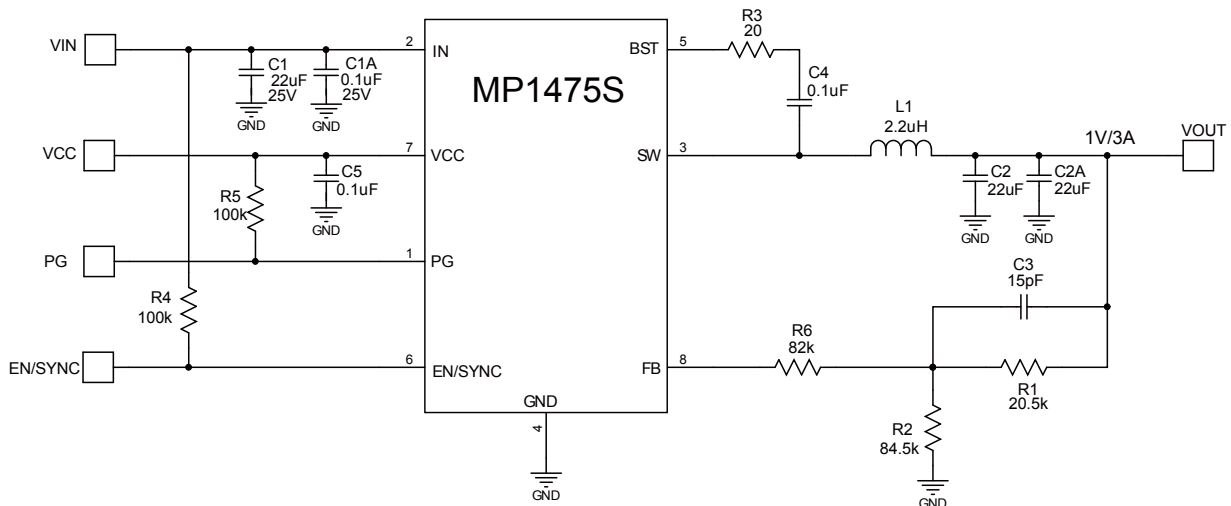 VIN
2
IN
C1
22uF
25V
GND
C1A
0.1uF
25V
GND
VCC
7
VCC
C5
0.1uF
GND
R5
100k
PG
1
PG
R4
100k
EN/SYNC
6
EN/SYNC
MP1475S
GND
4
GND
BST
5
R3
20
C4
0.1uF
SW
3
L1
2.2uH
1V/3A
VOUT
C2
22uF
GND
C2A
22uF
GND
C3
15pF
FB
8
R6
82k
R1
20.5k
R2
84.5k
GND